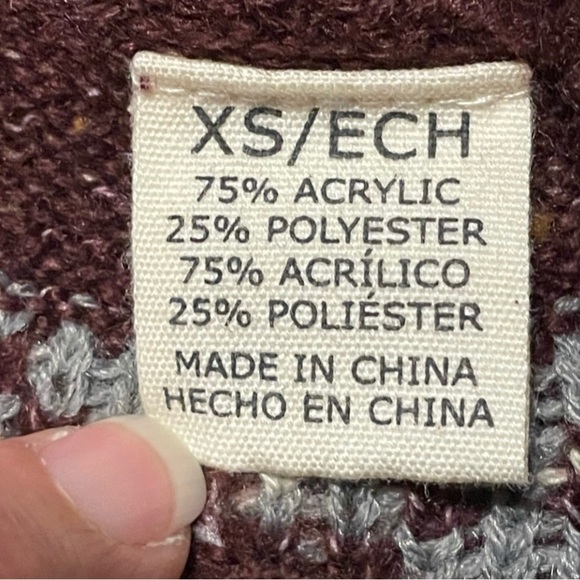 XS/ECH
75% ACRYLIC
25% POLYESTER
75% ACRÍLICO
25% POLIÉSTER
MADE IN CHINA
HECHO EN CHINA